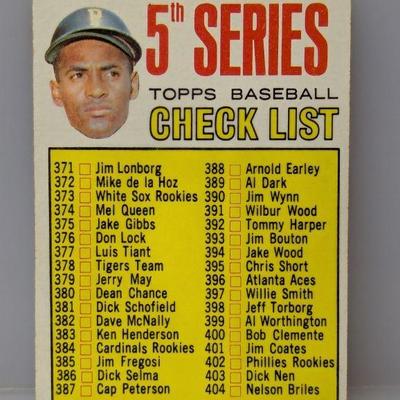 5th SERIES
TOPPS BASEBALL
CHECK LIST
371 Jim Lonborg
372 Mike de la Hoz
373 White Sox Rookies
374 Mel Queen
375 Jake Gibbs
376 Don Lock
377 Luis Tiant
378 Tigers Team
379 Jerry May
380 Dean Chance
381 Dick Schofield
382 Dave McNally
383 Ken Henderson
384 Cardinals Rookies
385 Jim Fregosi
386 Dick Selma
387 Cap Peterson
388 Arnold Earley
389 Al Dark
390 Jim Wynn
391 Wilbur Wood
392 Tommy Harper
393 Jim Bouton
394 Jake Wood
395 Chris Short
396 Atlanta Aces
397 Willie Smith
398 Jeff Torborg
399 Al Worthington
400 Bob Clemente
401 Jim Coates
402 Phillies Rookies
403 Dick Nen
404 Nelson Briles